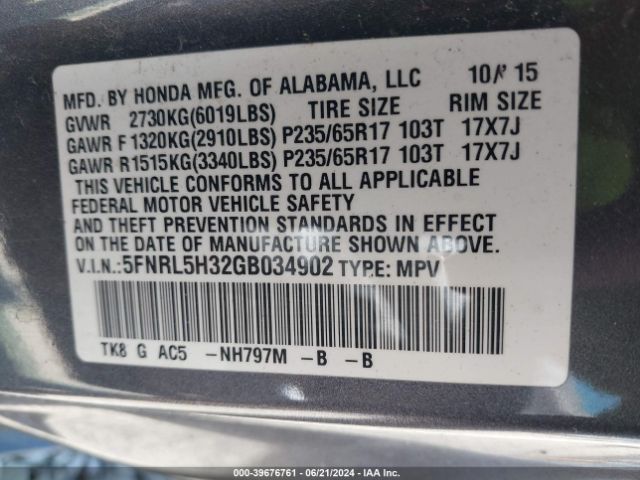 MFD. BY HONDA MFG. OF ALABAMA, LLC 10/ 15
GVWR 2730KG(6019LBS) TIRE SIZE RIM SIZE
GAWR F1320KG(2910LBS) P235/65R17 103T 17X7J
GAWR R1515KG(3340LBS) P235/65R17 103T 17X7J
THIS VEHICLE CONFORMS TO ALL APPLICABLE
FEDERAL MOTOR VEHICLE SAFETY
AND THEFT PREVENTION STANDARDS IN EFFECT
ON THE DATE OF MANUFACTURE SHOWN ABOVE.
V.I.N.:5FNRL5H32GB034902 TYPE: MPV
TK8 G AC5 -NH797M -B -B
000-39676761 - 06/21/2024 - IAA Inc.